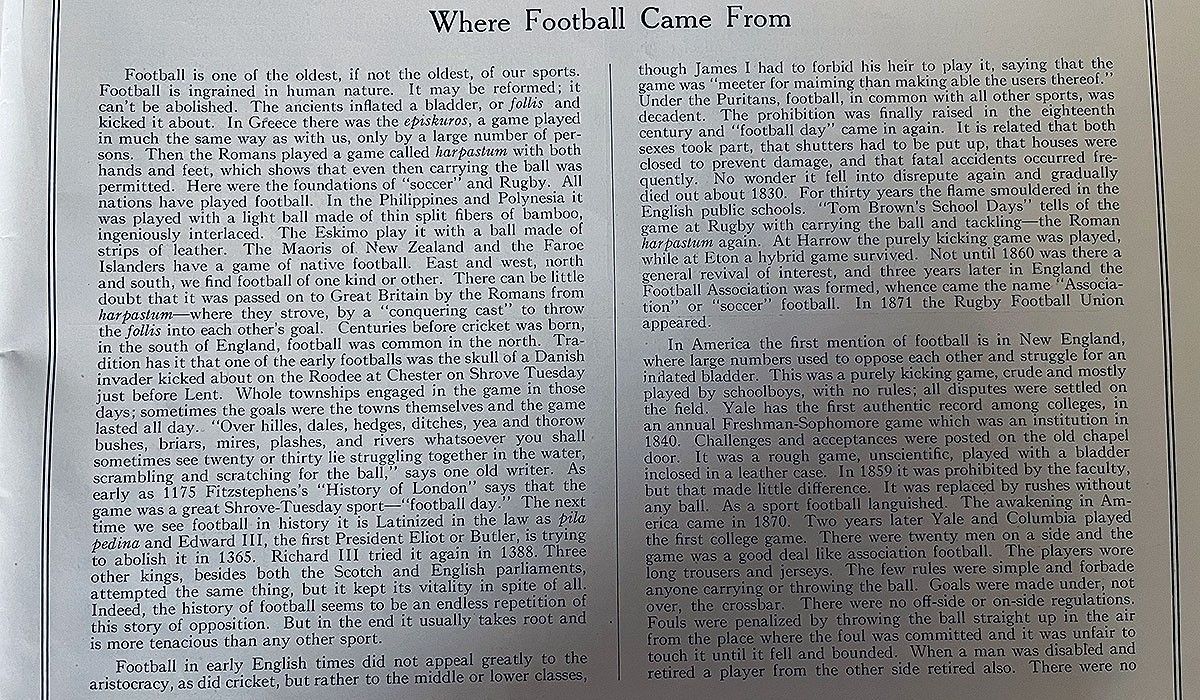 Where Football Came From
Football is one of the oldest, if not the oldest, of our sports.
Football is ingrained in human nature. It may be reformed; it
can't be abolished. The ancients inflated a bladder, or follis and
kicked it about. In Greece there was the episkuros, a game played
in much the same way as with us, only by a large number of per-
sons. Then the Romans played a game called harpastum with both
hands and feet, which shows that even then carrying the ball was
permitted. Here were the foundations of "soccer" and Rugby. All
nations have played football. In the Philippines and Polynesia it
was played with a light ball made of thin split fibers of bamboo,
ingeniously interlaced. The Eskimo play it with a ball made of
strips of leather. The Maoris of New Zealand and the Faroe
Islanders have a game of native football. East and west, north
and south, we find football of one kind or other. There can be little
doubt that it was passed on to Great Britain by the Romans from
harpastum—where they strove, by a "conquering cast" to throw
the follis into each other's goal. Centuries before cricket was born,
in the south of England, football was common in the north. Tra-
dition has it that one of the early footballs was the skull of a Danish
invader kicked about on the Roodee at Chester on Shrove Tuesday
just before Lent. Whole townships engaged in the game in those
days; sometimes the goals were the towns themselves and the game
lasted all day. "Over hilles, dales, hedges, ditches, yea and thorow
bushes, briars, mires, plashes, and rivers whatsoever you shall
sometimes see twenty or thirty lie struggling together in the water,
scrambling and scratching for the ball," says one old writer. As
early as 1175 Fitzstephens's "History of London" says that the
game was a great Shrove-Tuesday sport—"football day." The next
time we see football in history it is Latinized in the law as pila
pedina and Edward III, the first President Eliot or Butler, is trying
to abolish it in 1365. Richard III tried it again in 1388. Three
other kings, besides both the Scotch and English parliaments,
attempted the same thing, but it kept its vitality in spite of all.
Indeed, the history of football seems to be an endless repetition of
this story of opposition. But in the end it usually takes root and
is more tenacious than any other sport.
Football in early English times did not appeal greatly to the
aristocracy, as did cricket, but rather to the middle or lower classes,
though James I had to forbid his heir to play it, saying that the
game was "meeter for maiming than making able the users thereof."
Under the Puritans, football, in common with all other sports, was
decadent. The prohibition was finally raised in the eighteenth
century and "football day" came in again. It is related that both
sexes took part, that shutters had to be put up, that houses were
closed to prevent damage, and that fatal accidents occurred fre-
quently. No wonder it fell into disrepute again and gradually
died out about 1830. For thirty years the flame smouldered in the
English public schools. "Tom Brown's School Days" tells of the
game at Rugby with carrying the ball and tackling—the Roman
harpastum again. At Harrow the purely kicking game was played,
while at Eton a hybrid game survived. Not until 1860 was there a
general revival of interest, and three years later in England the
Football Association was formed, whence came the name "Associa-
tion" or "soccer" football. In 1871 the Rugby Football Union
appeared.
In America the first mention of football is in New England,
where large numbers used to oppose each other and struggle for an
inflated bladder. This was a purely kicking game, crude and mostly
played by schoolboys, with no rules; all disputes were settled on
the field. Yale has the first authentic record among colleges, in
an annual Freshman-Sophomore game which was an institution in
1840. Challenges and acceptances were posted on the old chapel
door. It was a rough game, unscientific, played with a bladder
inclosed in a leather case. In 1859 it was prohibited by the faculty,
but that made little difference. It was replaced by rushes without
any ball. As a sport football languished. The awakening in Am-
erica came in 1870. Two years later Yale and Columbia played
the first college game. There were twenty men on a side and the
game was a good deal like association football. The players wore
long trousers and jerseys. The few rules were simple and forbade
anyone carrying or throwing the ball. Goals were made under, not
over, the crossbar. There were no off-side or on-side regulations.
Fouls were penalized by throwing the ball straight up in the air
from the place where the foul was committed and it was unfair to
touch it until it fell and bounded. When a man was disabled and
retired a player from the other side retired also. There were no